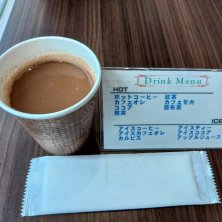 Drink Menu
HOT
ホットコーヒー 紅茶
カフェオレ カフェモカ
ココア 昆布茶
煎茶
ICE
アイスコーヒー アイスティー
アイスカフェオレ アイスココア
カルピス アップルジュース